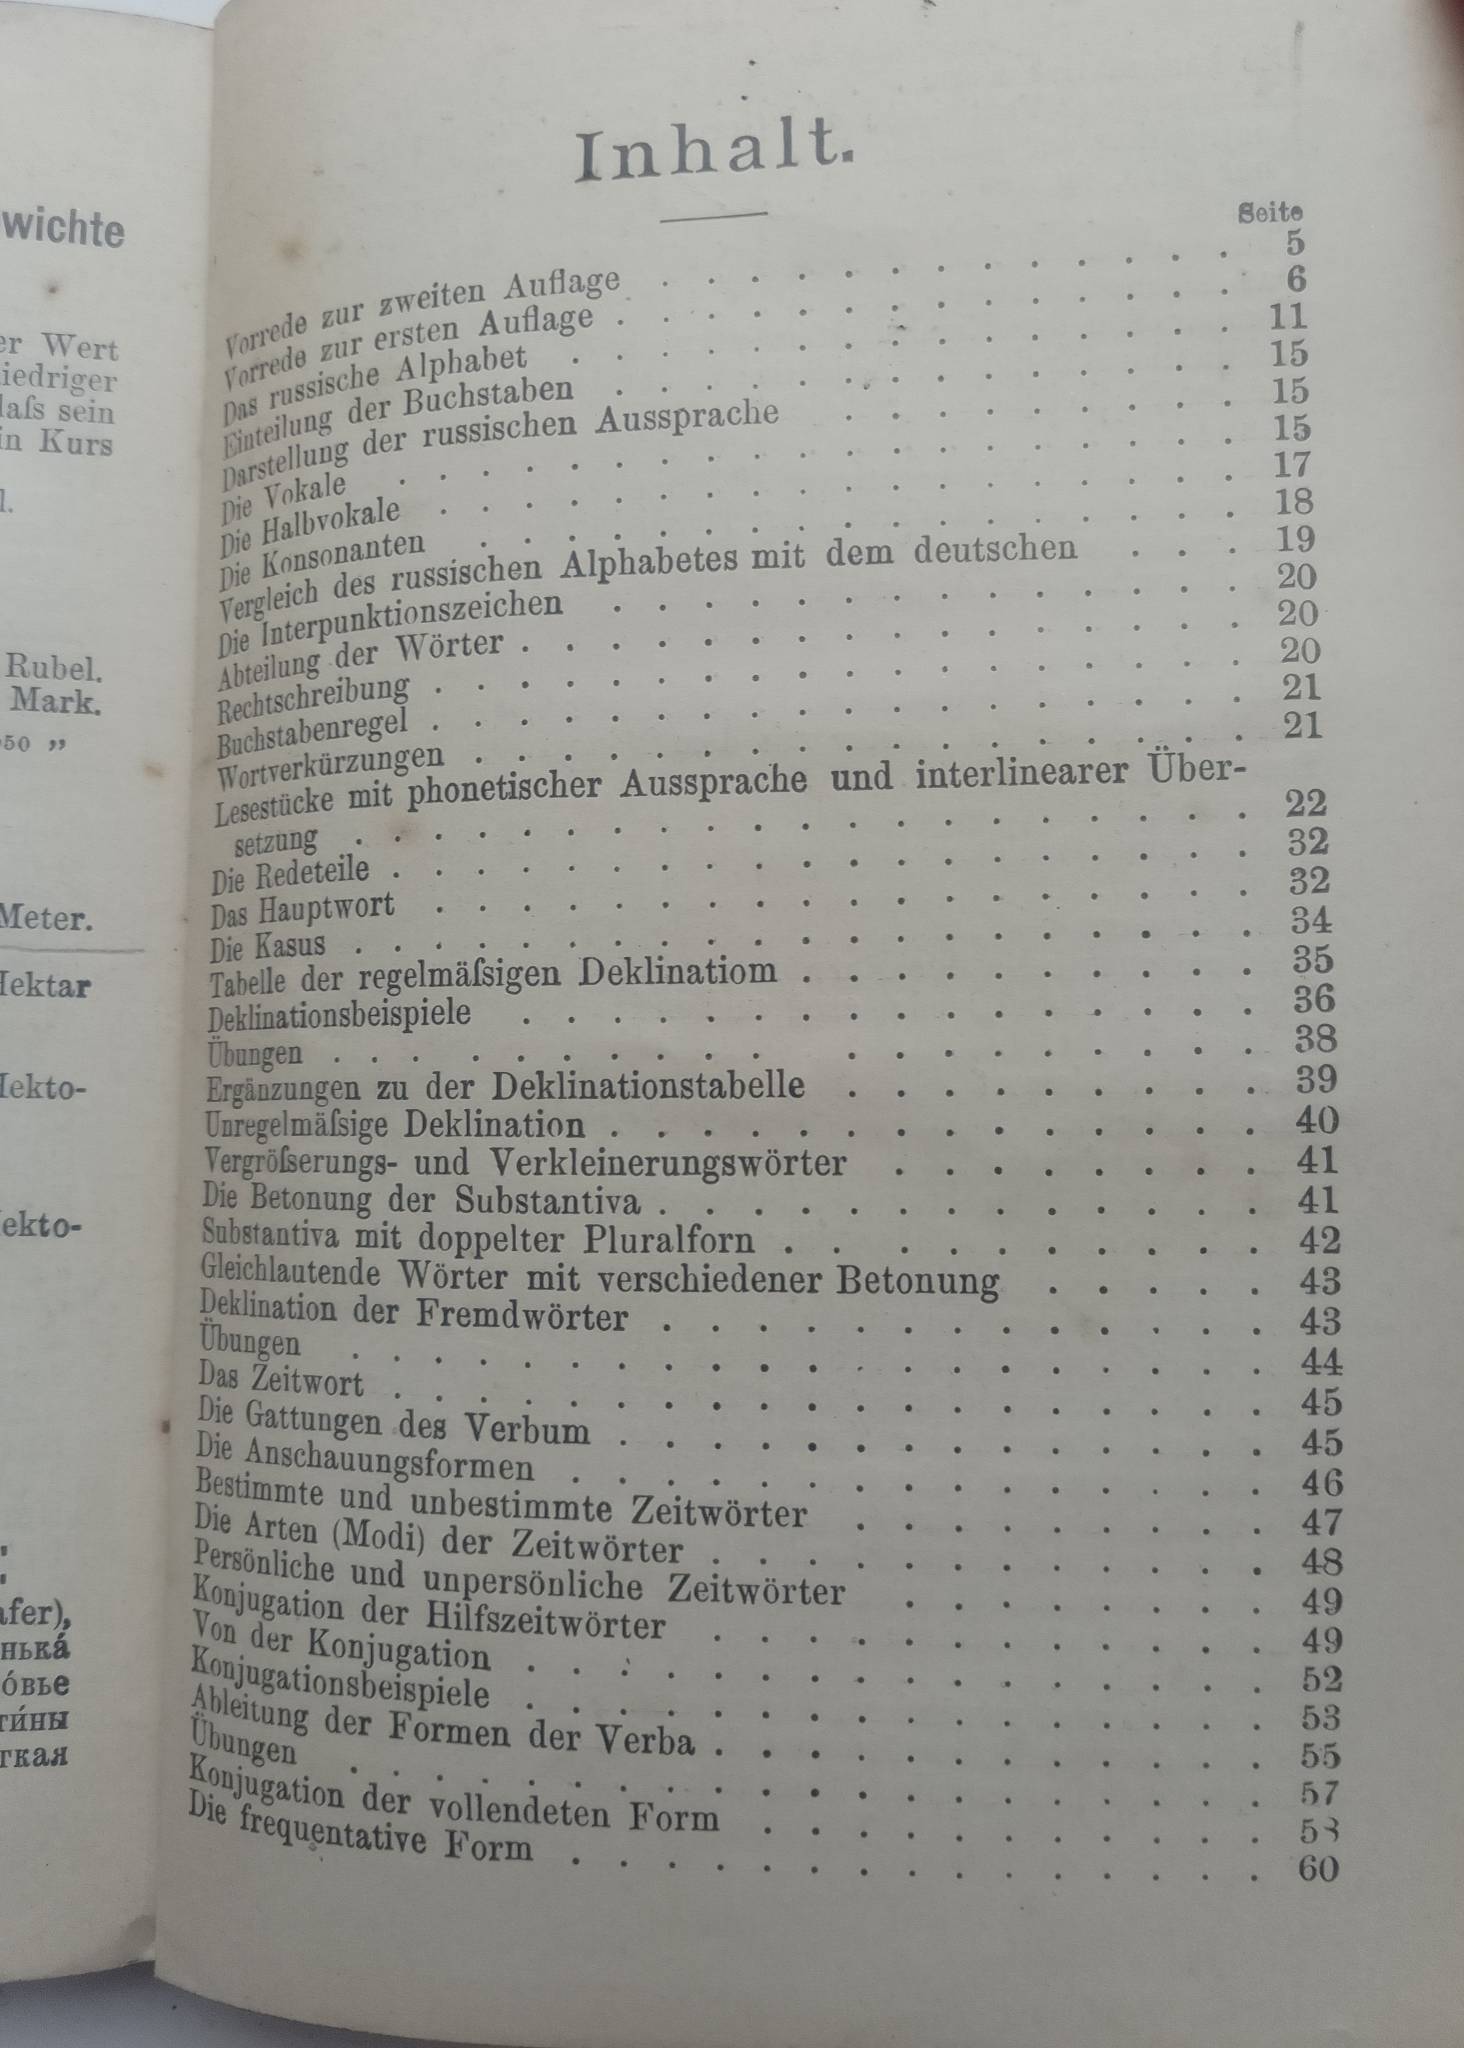 wichte
er Wert
iedriger
laſs sein
in Kurs
l.
Rubel.
Mark.
50 „
Meter.
Hektar
Hekto-
ekto-
afer),
нька́
о́вье
ти́ны
гкая
Inhalt.
Seite
Vorrede zur zweiten Auflage . . . . . . . . . . . . . 5
Vorrede zur ersten Auflage . . . . . . . . . . . . . . 6
Das russische Alphabet . . . . . . . . . . . . . . . 11
Einteilung der Buchstaben . . . . . . . . . . . . . . 15
Darstellung der russischen Aussprache . . . . . . . . . 15
Die Vokale . . . . . . . . . . . . . . . . . . . 15
Die Halbvokale . . . . . . . . . . . . . . . . . . 17
Die Konsonanten . . . . . . . . . . . . . . . . . 18
Vergleich des russischen Alphabetes mit dem deutschen . . . 19
Die Interpunktionszeichen . . . . . . . . . . . . . . 20
Abteilung der Wörter . . . . . . . . . . . . . . . . 20
Rechtschreibung . . . . . . . . . . . . . . . . . . 20
Buchstabenregel . . . . . . . . . . . . . . . . . . 21
Wortverkürzungen . . . . . . . . . . . . . . . . . 21
Lesestücke mit phonetischer Aussprache und interlinearer Über-
setzung . . . . . . . . . . . . . . . . . . . . 22
Die Redeteile . . . . . . . . . . . . . . . . . . . 32
Das Hauptwort . . . . . . . . . . . . . . . . . . 32
Die Kasus . . . . . . . . . . . . . . . . . . . . 34
Tabelle der regelmäſsigen Deklinatiom . . . . . . . . . . 35
Deklinationsbeispiele . . . . . . . . . . . . . . . . 36
Übungen . . . . . . . . . . . . . . . . . . . . 38
Ergänzungen zu der Deklinationstabelle . . . . . . . . . 39
Unregelmäſsige Deklination . . . . . . . . . . . . . . 40
Vergröſserungs- und Verkleinerungswörter . . . . . . . . 41
Die Betonung der Substantiva . . . . . . . . . . . . . 41
Substantiva mit doppelter Pluralforn . . . . . . . . . . 42
Gleichlautende Wörter mit verschiedener Betonung . . . . . 43
Deklination der Fremdwörter . . . . . . . . . . . . . 43
Übungen . . . . . . . . . . . . . . . . . . . . 44
Das Zeitwort . . . . . . . . . . . . . . . . . . . 45
Die Gattungen des Verbum . . . . . . . . . . . . . . 45
Die Anschauungsformen . . . . . . . . . . . . . . . 46
Bestimmte und unbestimmte Zeitwörter . . . . . . . . . 47
Die Arten (Modi) der Zeitwörter . . . . . . . . . . . . 48
Persönliche und unpersönliche Zeitwörter . . . . . . . . 49
Konjugation der Hilfszeitwörter . . . . . . . . . . . . 49
Von der Konjugation . . . . . . . . . . . . . . . . 52
Konjugationsbeispiele . . . . . . . . . . . . . . . . 53
Ableitung der Formen der Verba . . . . . . . . . . . . 55
Übungen . . . . . . . . . . . . . . . . . . . . 57
Konjugation der vollendeten Form . . . . . . . . . . . 58
Die frequentative Form . . . . . . . . . . . . . . . 60